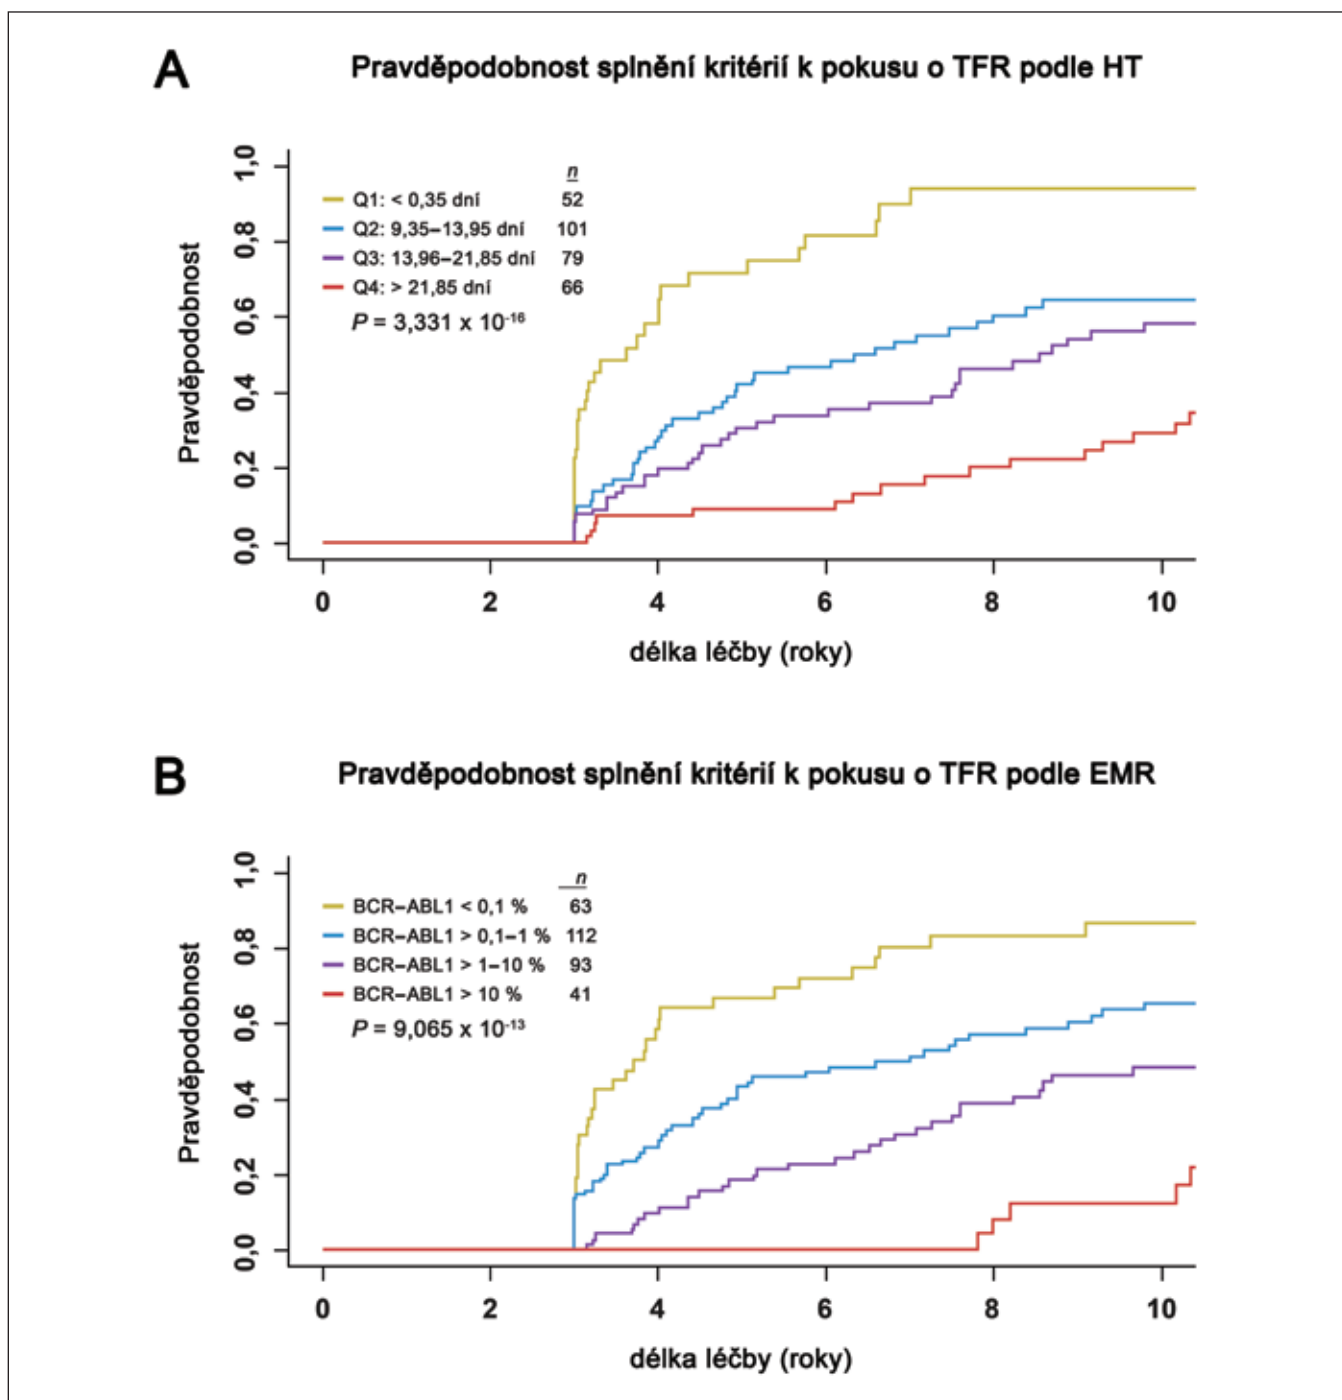 A
Pravděpodobnost splnění kritérií k pokusu o TFR podle HT
Pravděpodobnost
1,0
0,8
0,6
0,4
0,2
0,0
n
Q1: < 0,35 dní 52
Q2: 9,35–13,95 dní 101
Q3: 13,96–21,85 dní 79
Q4: > 21,85 dní 66
P = 3,331 x 10⁻¹⁶
0 2 4 6 8 10
délka léčby (roky)
B
Pravděpodobnost splnění kritérií k pokusu o TFR podle EMR
Pravděpodobnost
1,0
0,8
0,6
0,4
0,2
0,0
n
BCR–ABL1 < 0,1 % 63
BCR–ABL1 > 0,1–1 % 112
BCR–ABL1 > 1–10 % 93
BCR–ABL1 > 10 % 41
P = 9,065 x 10⁻¹³
0 2 4 6 8 10
délka léčby (roky)